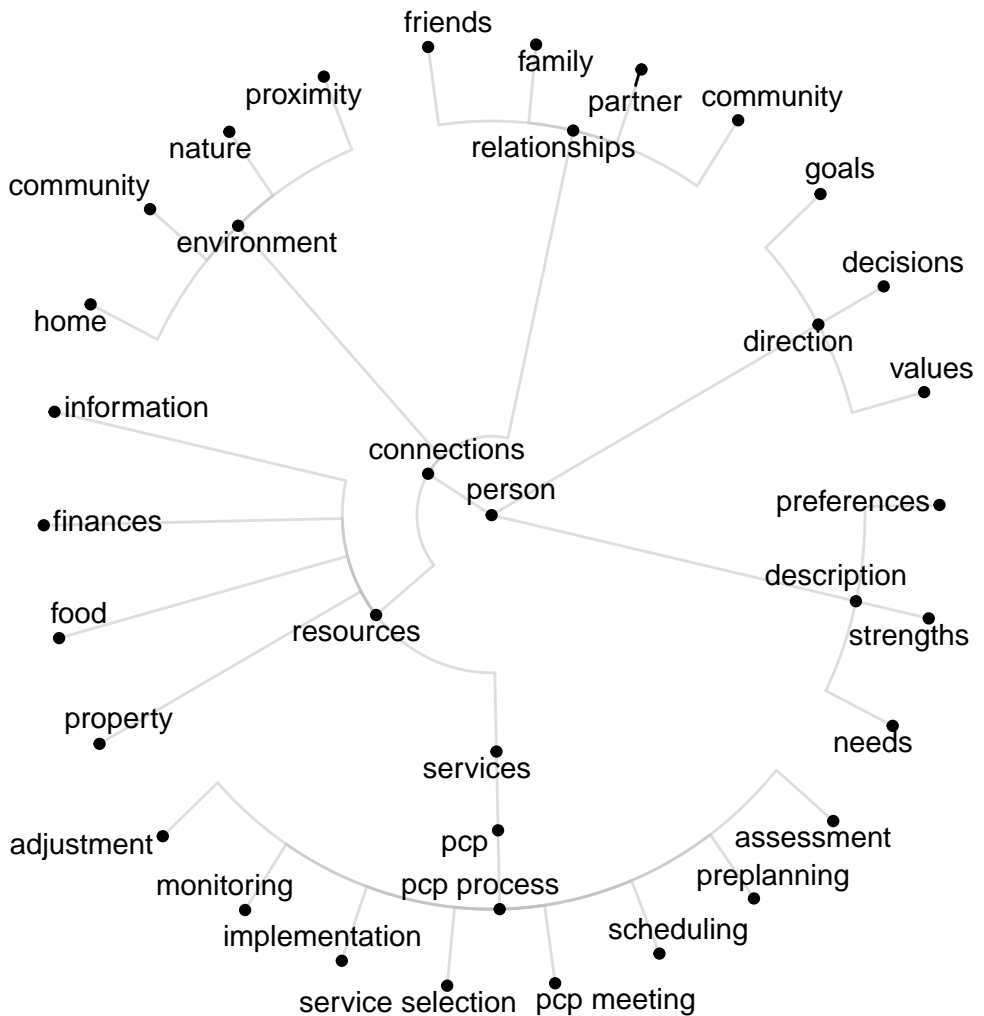 friends
family
proximity
partner
community
nature
relationships
goals
community
environment
decisions
home
direction
values
information
connections
person
preferences
finances
description
food
resources
strengths
property
needs
services
pcp
assessment
adjustment
preplanning
monitoring
pcp process
scheduling
implementation
service selection
pcp meeting